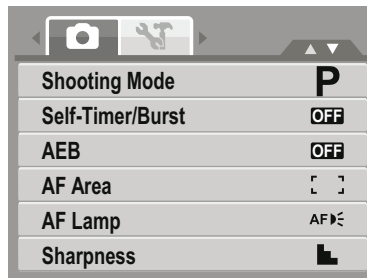 Shooting Mode P
Self-Timer/Burst OFF
AEB OFF
AF Area
AF Lamp AF
Sharpness